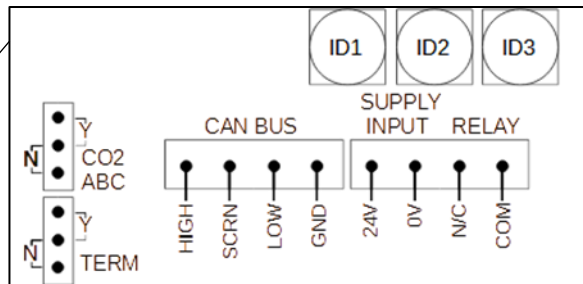 ID1 ID2 ID3
SUPPLY
CAN BUS INPUT RELAY
Y
N CO2
ABC
HIGH SCRN LOW GND 24V 0V N/C COM
Y
N TERM